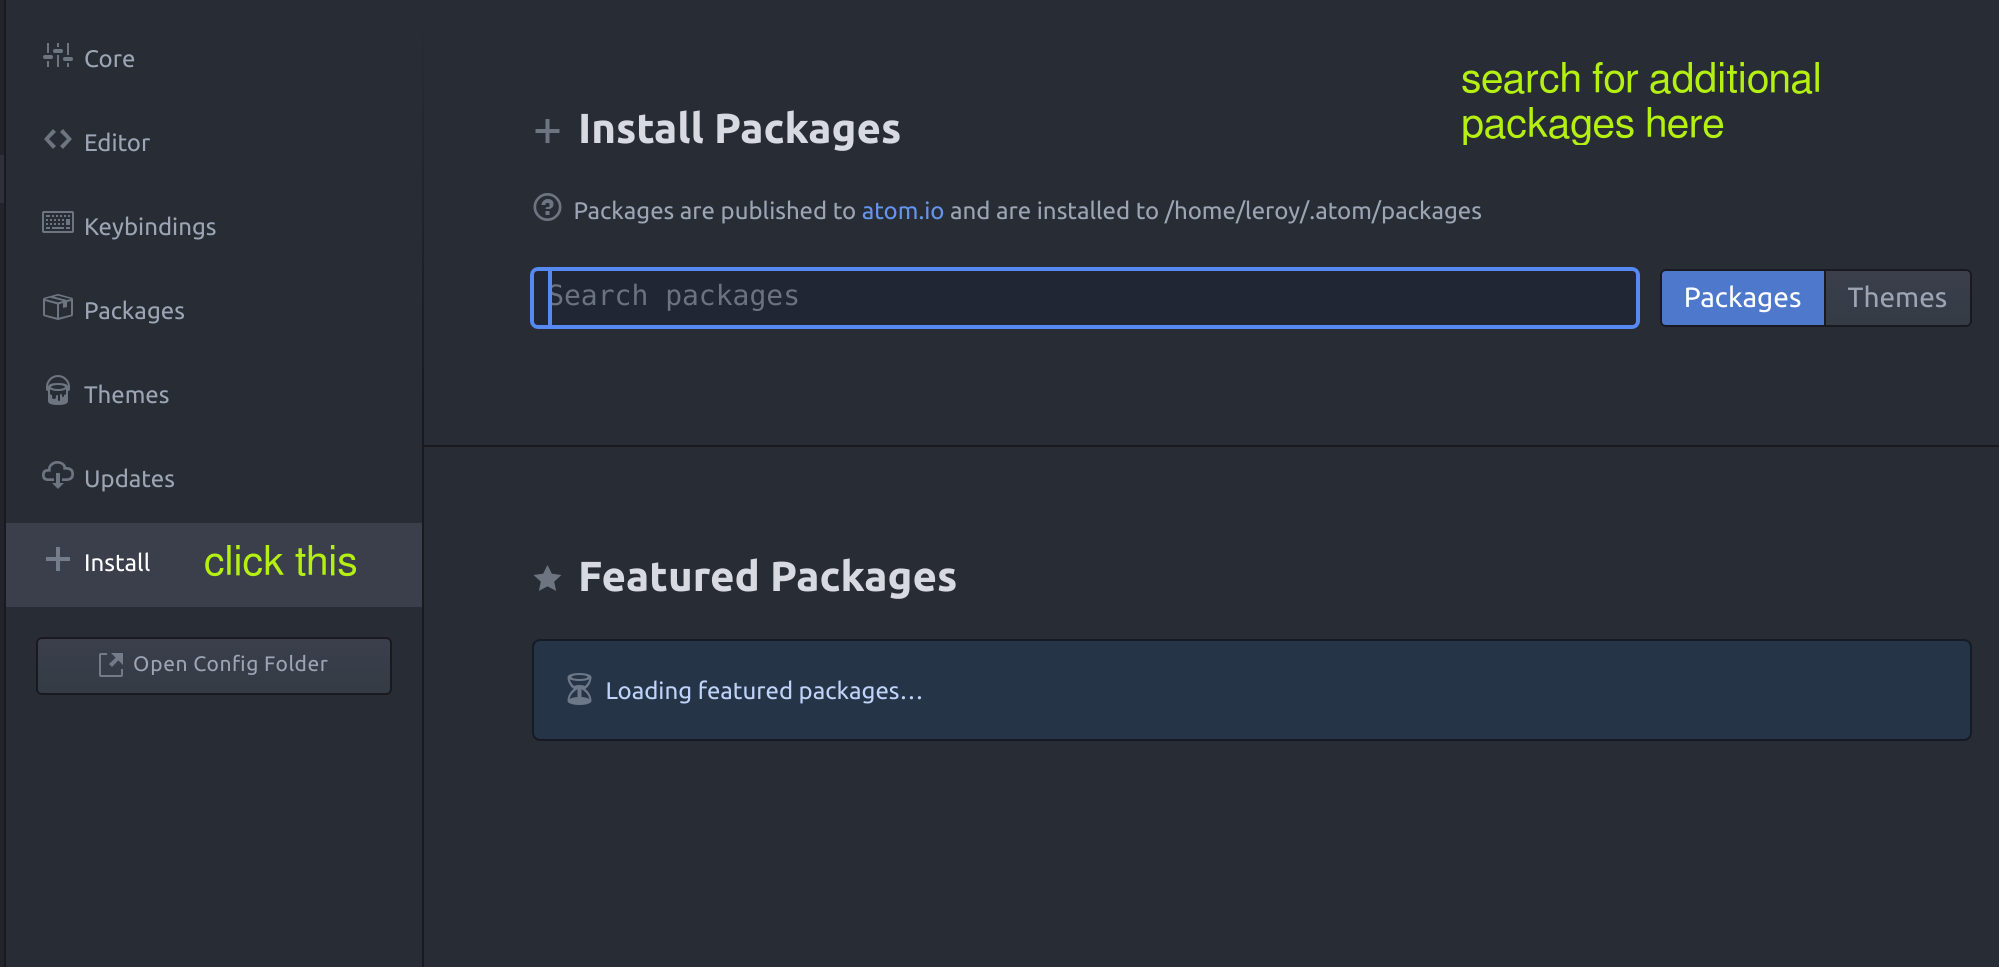 Core
Editor
Keybindings
Packages
Themes
Updates
Install
click this
Open Config Folder
search for additional
packages here
Install Packages
Packages are published to atom.io and are installed to /home/leroy/.atom/packages
Search packages
Packages
Themes
Featured Packages
Loading featured packages…